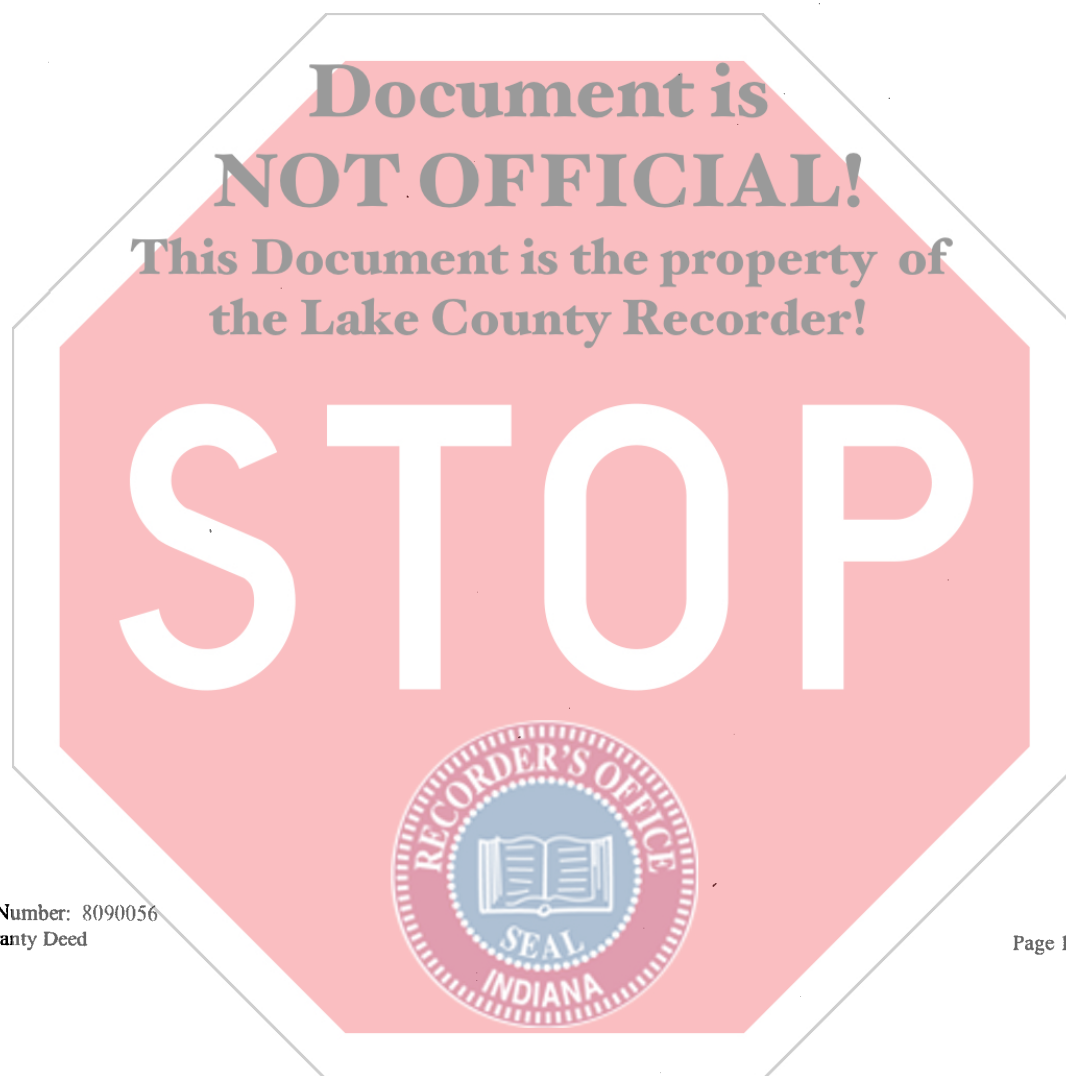 Document is
NOT OFFICIAL!
This Document is the property of
the Lake County Recorder!
STOP
RECORDER'S OFFICE
SEAL
INDIANA
Number: 8090056
anty Deed
Page 1